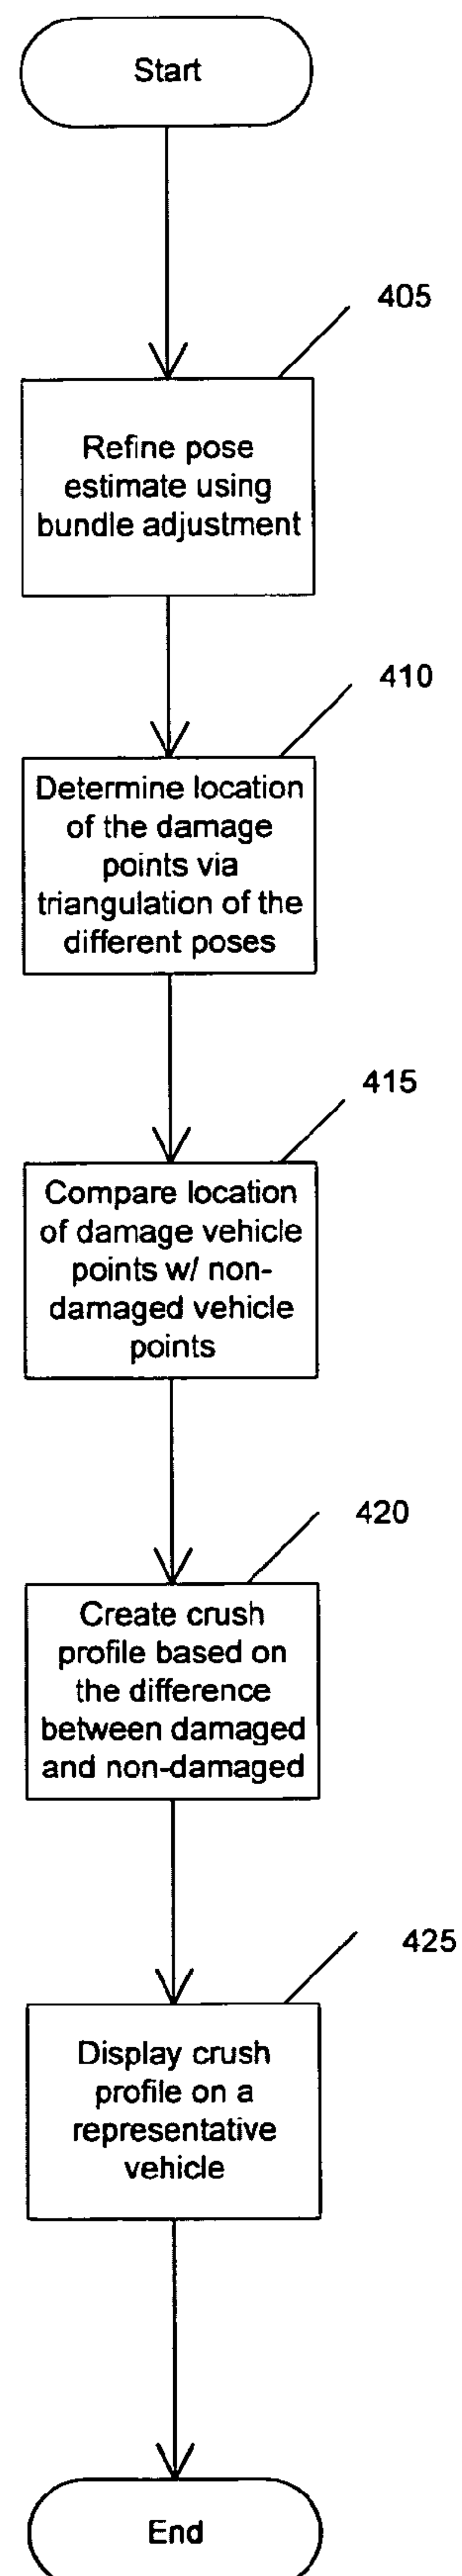 Start
405
Refine pose
estimate using
bundle adjustment
410
Determine location
of the damage
points via
triangulation of the
different poses
415
Compare location
of damage vehicle
points w/ non-
damaged vehicle
points
420
Create crush
profile based on
the difference
between damaged
and non-damaged
425
Display crush
profile on a
representative
vehicle
End